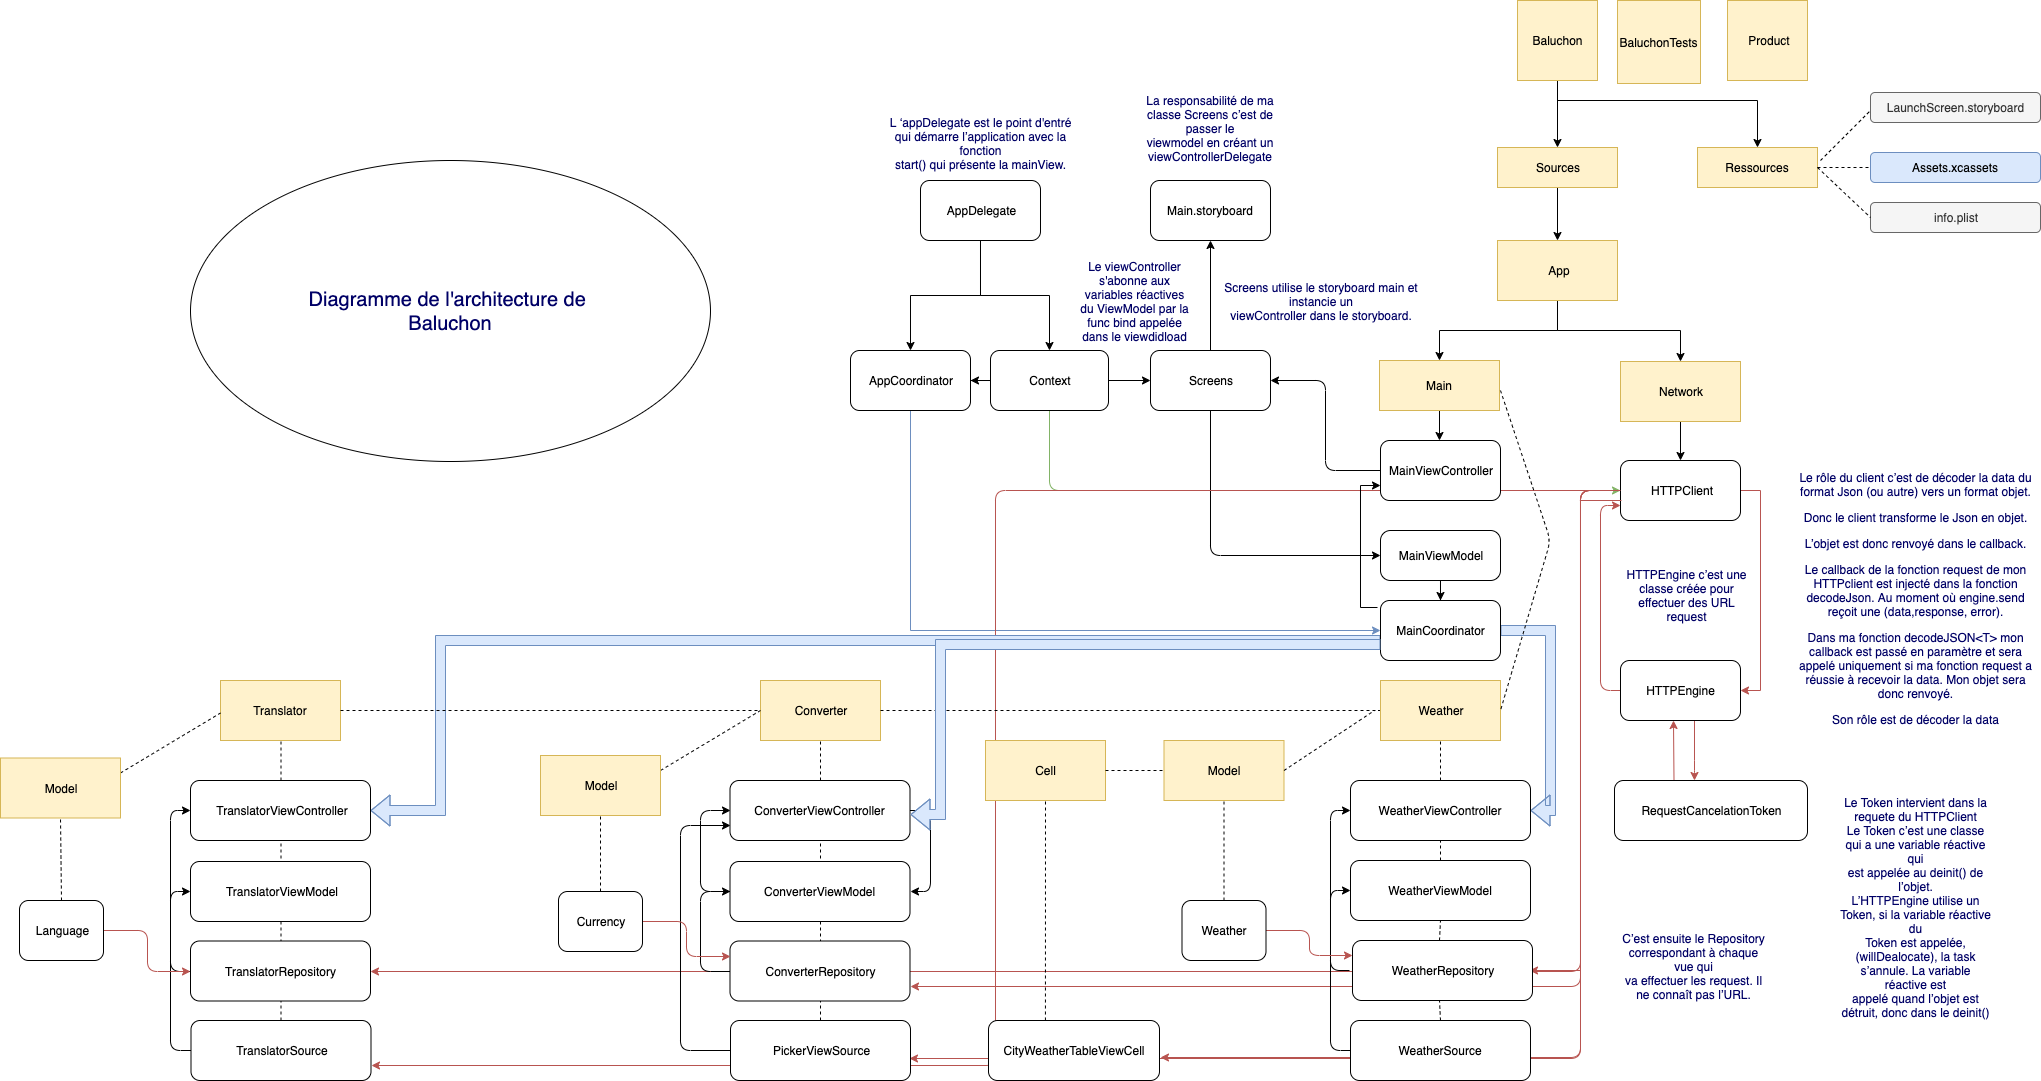 Baluchon
BaluchonTests
Product
LaunchScreen.storyboard
Assets.xcassets
info.plist
Sources
Ressources
App
La responsabilité de ma
classe Screens c’est de
passer le
viewmodel en créant un
viewControllerDelegate
L ‘appDelegate est le point d’entré
qui démarre l’application avec la
fonction
start() qui présente la mainView.
AppDelegate
Main.storyboard
Diagramme de l'architecture de
Baluchon
Le viewController
s’abonne aux
variables réactives
du ViewModel par la
func bind appelée
dans le viewdidload
Screens utilise le storyboard main et
instancie un
viewController dans le storyboard.
AppCoordinator
Context
Screens
Main
Network
MainViewController
HTTPClient
MainViewModel
MainCoordinator
HTTPEngine c’est une
classe créée pour
effectuer des URL
request
HTTPEngine
RequestCancelationToken
Le rôle du client c’est de décoder la data du
format Json (ou autre) vers un format objet.
Donc le client transforme le Json en objet.
L’objet est donc renvoyé dans le callback.
Le callback de la fonction request de mon
HTTPclient est injecté dans la fonction
decodeJson. Au moment où engine.send
reçoit une (data,response, error).
Dans ma fonction decodeJSON<T> mon
callback est passé en paramètre et sera
appelé uniquement si ma fonction request a
réussie à recevoir la data. Mon objet sera
donc renvoyé.
Son rôle est de décoder la data
Translator
Converter
Weather
Model
Model
Cell
Model
TranslatorViewController
ConverterViewController
WeatherViewController
TranslatorViewModel
ConverterViewModel
WeatherViewModel
Language
Currency
Weather
TranslatorRepository
ConverterRepository
WeatherRepository
TranslatorSource
PickerViewSource
CityWeatherTableViewCell
WeatherSource
C’est ensuite le Repository
correspondant à chaque
vue qui
va effectuer les request. Il
ne connaît pas l’URL.
Le Token intervient dans la
requete du HTTPClient
Le Token c’est une classe
qui a une variable réactive
qui
est appelée au deinit() de
l’objet.
L’HTTPEngine utilise un
Token, si la variable réactive
du
Token est appelée,
(willDealocate), la task
s’annule. La variable
réactive est
appelé quand l’objet est
détruit, donc dans le deinit()